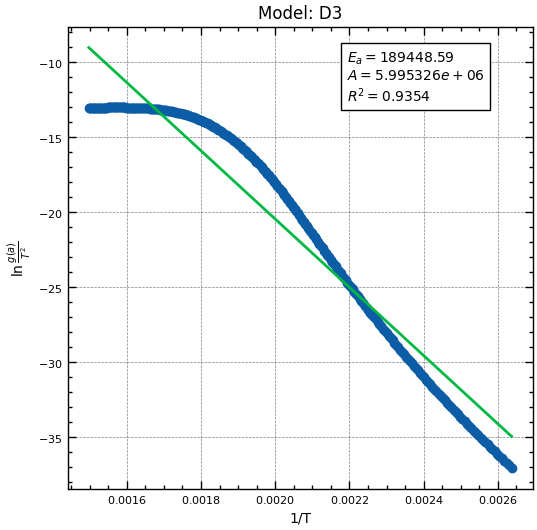 Model: D3
E_a = 189448.59
A = 5.995326e + 06
R^2 = 0.9354
−10
−15
−20
−25
−30
−35
ln g(a)/T^2
0.0016 0.0018 0.0020 0.0022 0.0024 0.0026
1/T